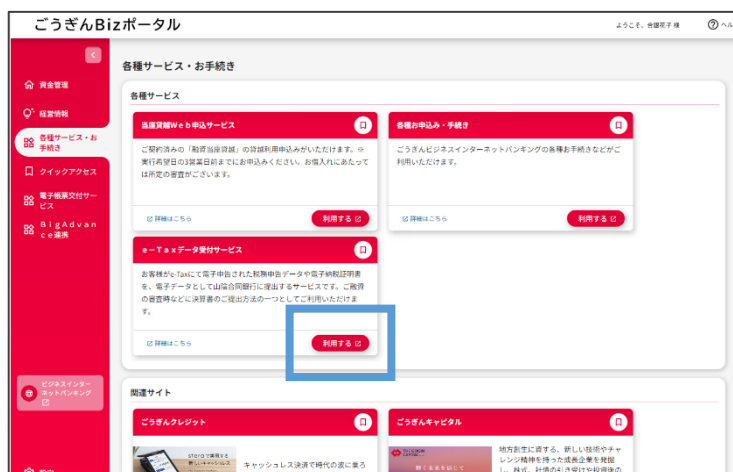 ごうぎんBizポータル
ようこそ、合銀花子 様
ヘル
各種サービス・お手続き
資金管理
経営情報
各種サービス・お
手続き
クイックアクセス
電子帳票交付サー
ビス
BigAdvan
ce連携
ビジネスインター
ネットバンキング
各種サービス
当座貸越Web申込サービス
ご契約済みの「融資当座貸越」の貸越利用申込みがいただけます。※
実行希望日の3営業日前までにお申込みください。お借入れにあたって
は所定の審査がございます。
詳細はこちら
利用する
各種お申込み・手続き
ごうぎんビジネスインターネットバンキングの各種お手続きなどがご
利用いただけます。
詳細はこちら
利用する
e-Taxデータ受付サービス
お客様がe-Taxにて電子申告された税務申告データや電子納税証明書
を、電子データとして山陰合同銀行に提出するサービスです。ご融資
の審査時などに決算書のご提出方法の一つとしてご利用いただけま
す。
詳細はこちら
利用する
関連サイト
ごうぎんクレジット
キャッシュレス決済で時代の波に乗ろ
ごうぎんキャピタル
地方創生に資する、新しい技術やチャ
レンジ精神を持った成長企業を発掘
し、株式、社債の引き受けや投資後の